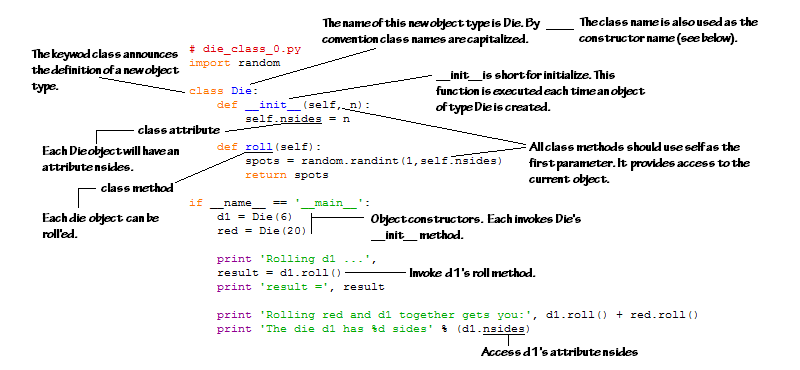 The name of this new object type is Die. By
convention class names are capitalized.
The class name is also used as the
constructor name (see below).
The keywod class announces
the definition of a new object
type.
# die_class_0.py
import random
class Die:
def __init__(self, n):
self.nsides = n
__init__ is short for initialize. This
function is executed each time an object
of type Die is created.
class attribute
Each Die object will have an
attribute nsides.
def roll(self):
spots = random.randint(1,self.nsides)
return spots
All class methods should use self as the
first parameter. It provides access to the
current object.
class method
Each die object can be
roll'ed.
if __name__ == '__main__':
d1 = Die(6)
red = Die(20)
Object constructors. Each invokes Die's
__init__ method.
print 'Rolling d1 ...',
result = d1.roll()
print 'result =', result
Invoke d1's roll method.
print 'Rolling red and d1 together gets you:', d1.roll() + red.roll()
print 'The die d1 has %d sides' % (d1.nsides)
Access d1's attribute nsides